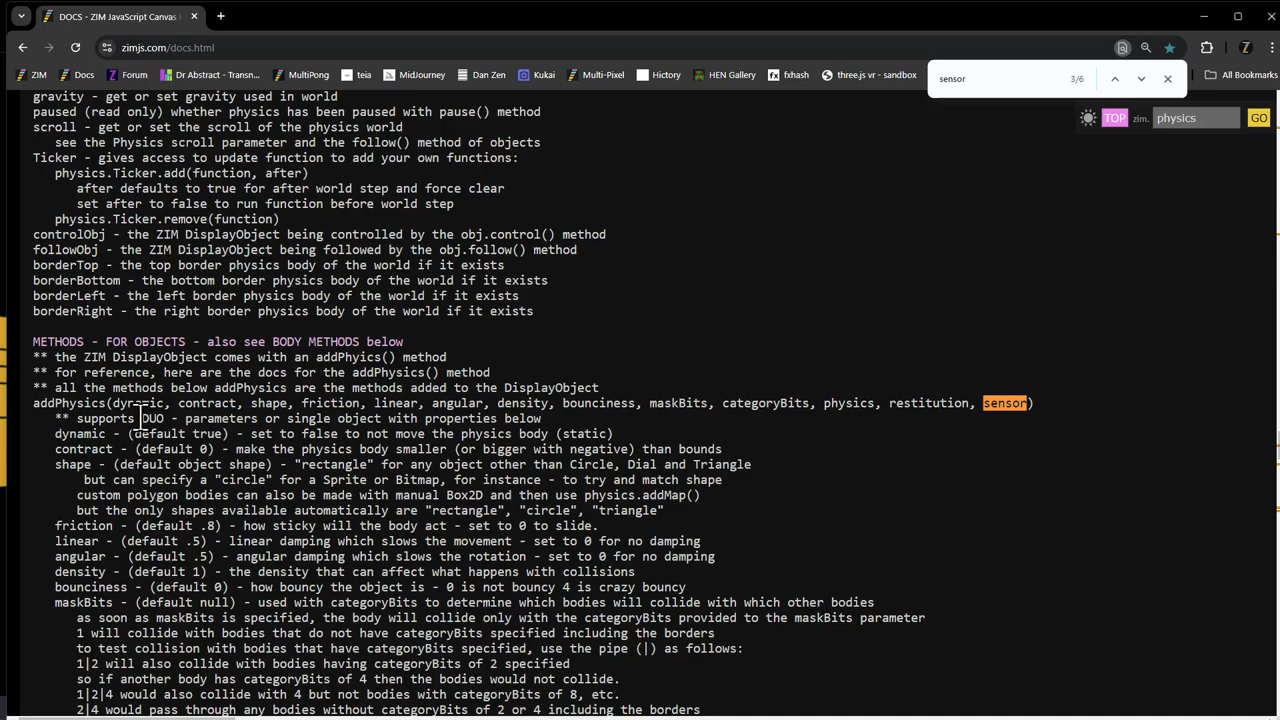 DOCS - ZIM JavaScript Canvas
zimjs.com/docs.html
ZIM Docs Forum Dr Abstract - Transn... MultiPong teia MidJourney Dan Zen Kukai Multi-Pixel Hictory HEN Gallery fxhash three.js vr - sandbox All Bookmarks
sensor 3/6
TOP zim. physics GO
gravity - get or set gravity used in world
paused (read only) whether physics has been paused with pause() method
scroll - get or set the scroll of the physics world
see the Physics scroll parameter and the follow() method of objects
Ticker - gives access to update function to add your own functions:
physics.Ticker.add(function, after)
after defaults to true for after world step and force clear
set after to false to run function before world step
physics.Ticker.remove(function)
controlObj - the ZIM DisplayObject being controlled by the obj.control() method
followObj - the ZIM DisplayObject being followed by the obj.follow() method
borderTop - the top border physics body of the world if it exists
borderBottom - the bottom border physics body of the world if it exists
borderLeft - the left border physics body of the world if it exists
borderRight - the right border physics body of the world if it exists
METHODS - FOR OBJECTS - also see BODY METHODS below
** the ZIM DisplayObject comes with an addPhyics() method
** for reference, here are the docs for the addPhysics() method
** all the methods below addPhysics are the methods added to the DisplayObject
addPhysics(dynamic, contract, shape, friction, linear, angular, density, bounciness, maskBits, categoryBits, physics, restitution, sensor)
** supports DUO - parameters or single object with properties below
dynamic - (default true) - set to false to not move the physics body (static)
contract - (default 0) - make the physics body smaller (or bigger with negative) than bounds
shape - (default object shape) - "rectangle" for any object other than Circle, Dial and Triangle
but can specify a "circle" for a Sprite or Bitmap, for instance - to try and match shape
custom polygon bodies can also be made with manual Box2D and then use physics.addMap()
but the only shapes available automatically are "rectangle", "circle", "triangle"
friction - (default .8) - how sticky will the body act - set to 0 to slide.
linear - (default .5) - linear damping which slows the movement - set to 0 for no damping
angular - (default .5) - angular damping which slows the rotation - set to 0 for no damping
density - (default 1) - the density that can affect what happens with collisions
bounciness - (default 0) - how bouncy the object is - 0 is not bouncy 4 is crazy bouncy
maskBits - (default null) - used with categoryBits to determine which bodies will collide with which other bodies
as soon as maskBits is specified, the body will collide only with the categoryBits provided to the maskBits parameter
1 will collide with bodies that do not have categoryBits specified including the borders
to test collision with bodies that have categoryBits specified, use the pipe (|) as follows:
1|2 will also collide with bodies having categoryBits of 2 specified
so if another body has categoryBits of 4 then the bodies would not collide.
1|2|4 would also collide with 4 but not bodies with categoryBits of 8, etc.
2|4 would pass through any bodies without categoryBits of 2 or 4 including the borders